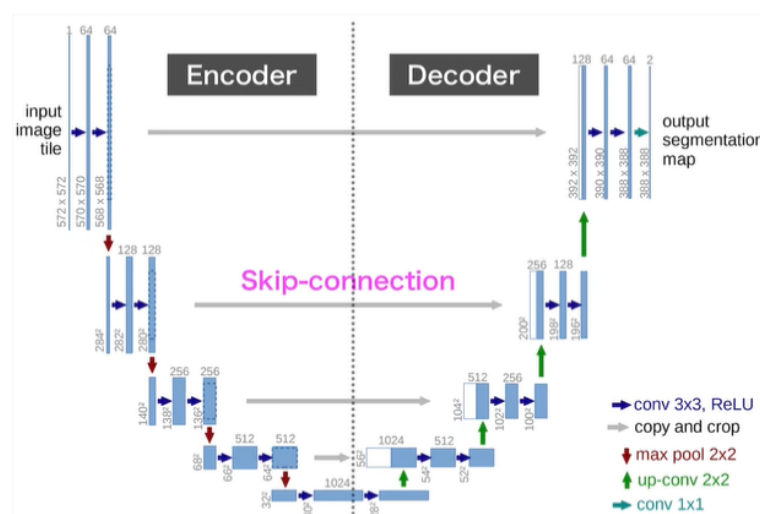 1 64 64
128 64 64 2
Encoder
Decoder
input
image
tile
output
segmentation
map
572 x 572
570 x 570
568 x 568
392 x 392
390 x 390
388 x 388
388 x 388
128 128
256 128
Skip-connection
284²
282²
280²
200²
198²
196²
256 256
512 256
140²
138²
136²
104²
102²
100²
512 512
1024 512
68²
66²
64²
56²
54²
52²
1024
32²
conv 3x3, ReLU
copy and crop
max pool 2x2
up-conv 2x2
conv 1x1